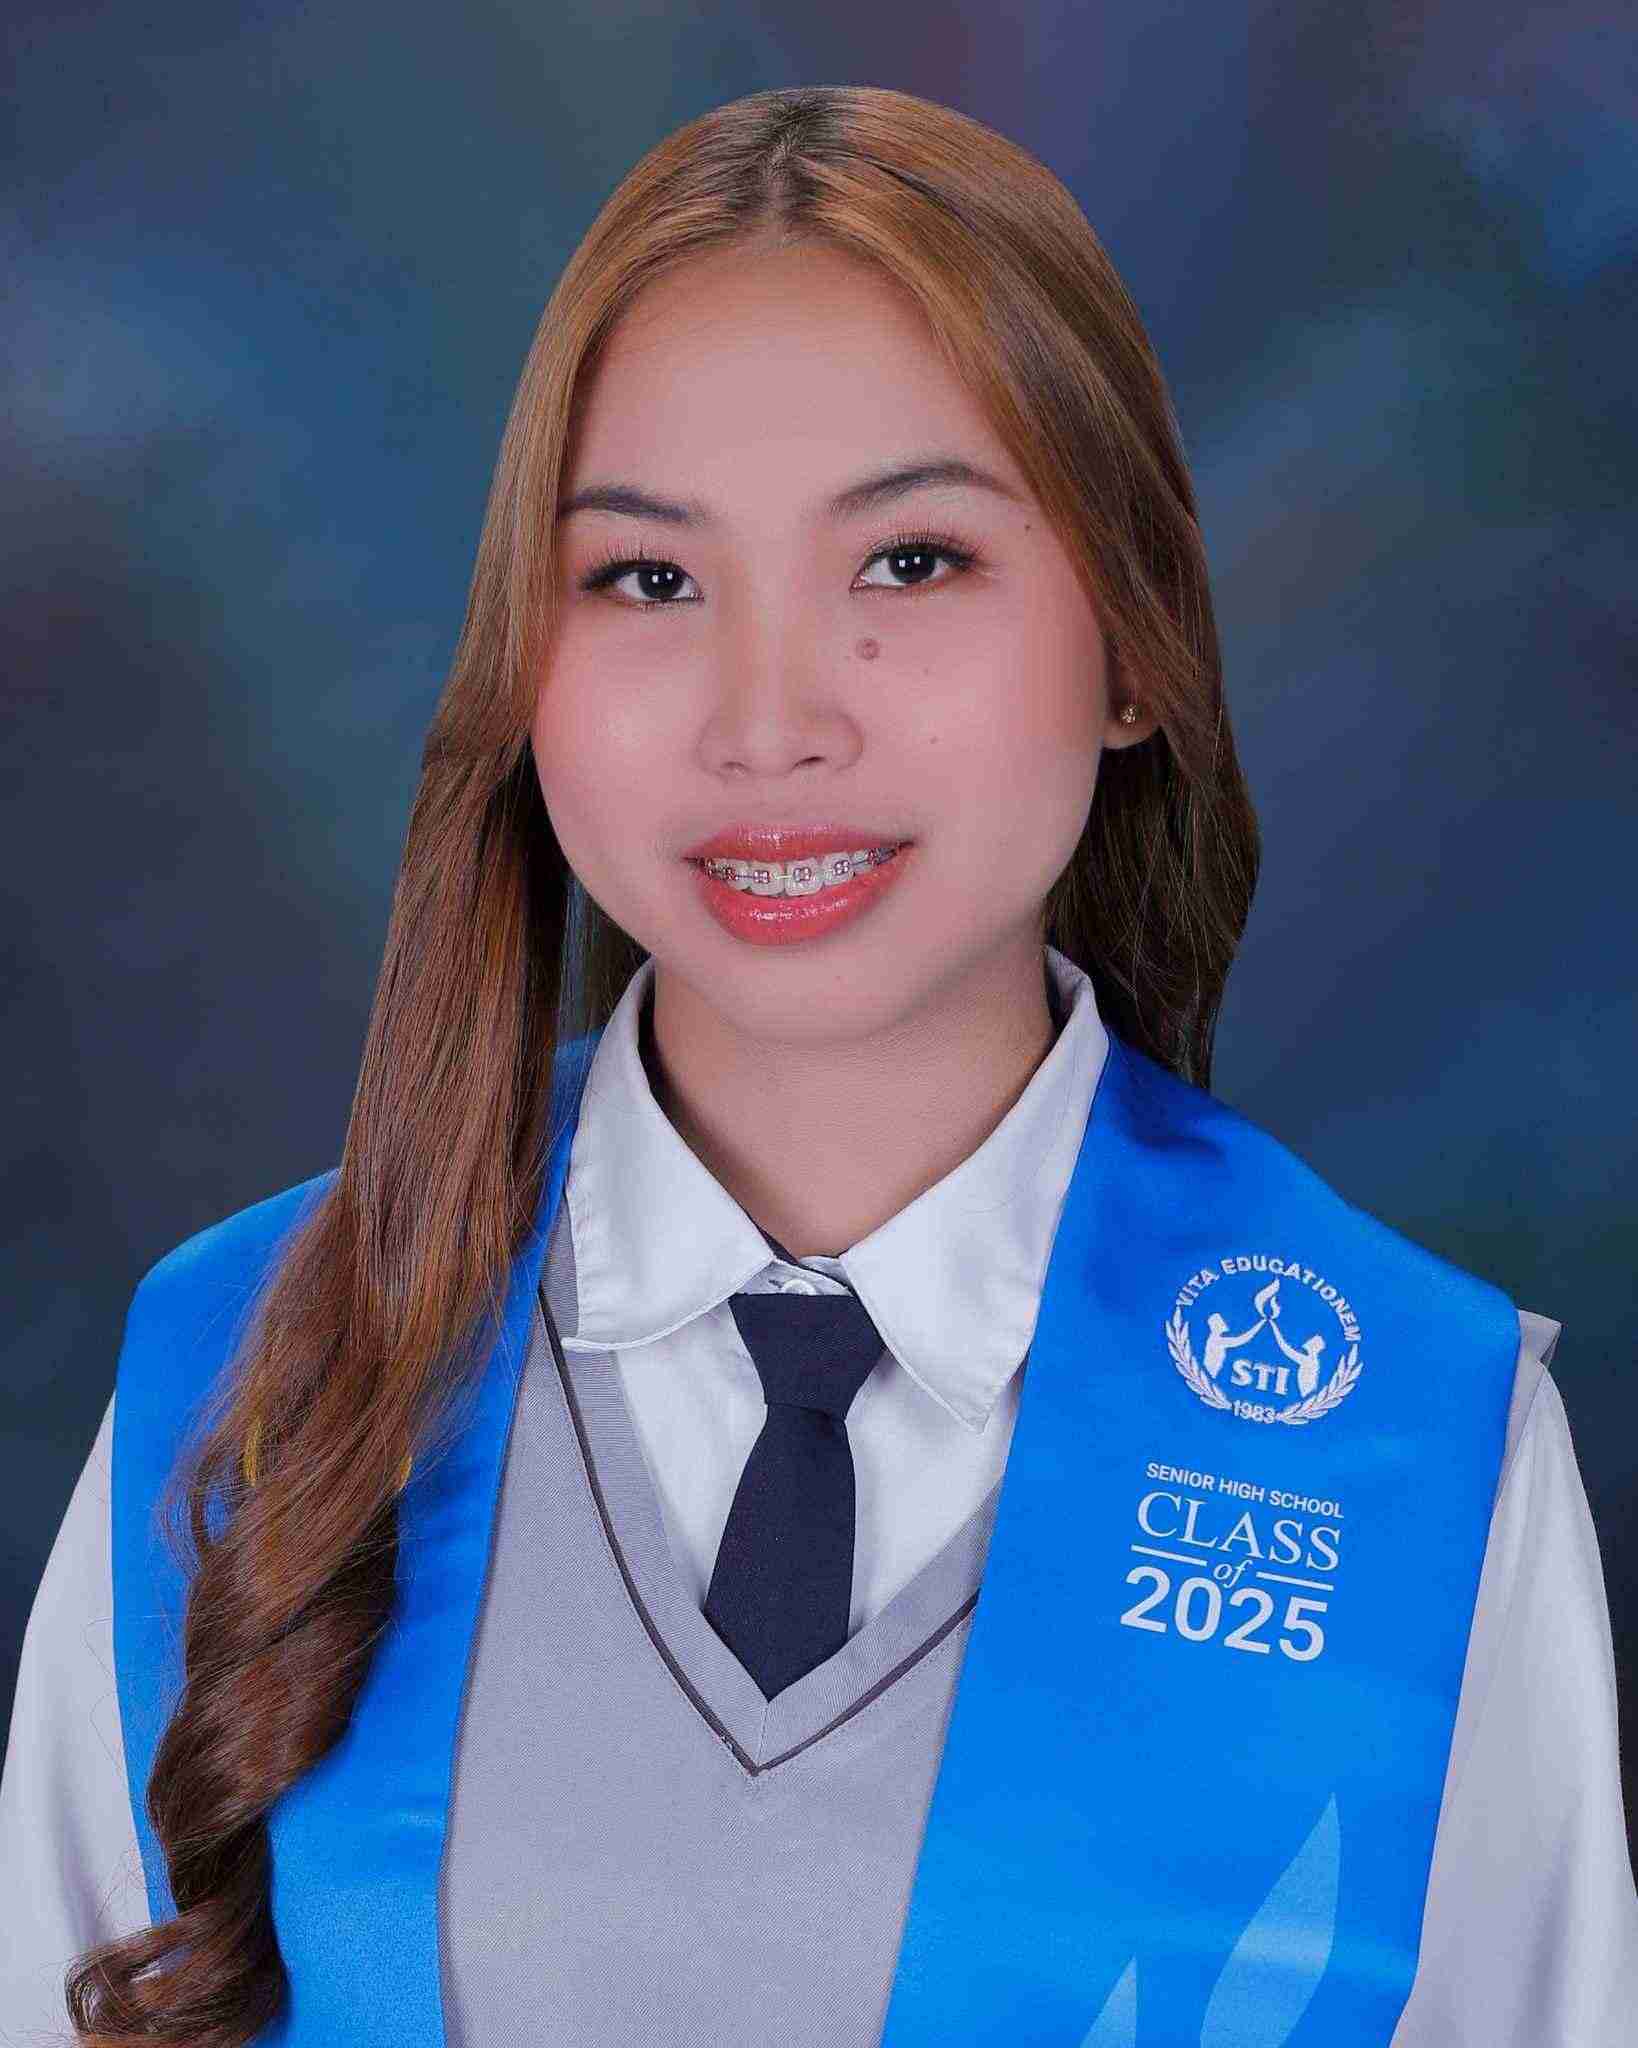 VITA EDUCATIONEM
STI
1983
SENIOR HIGH SCHOOL
CLASS
of
2025